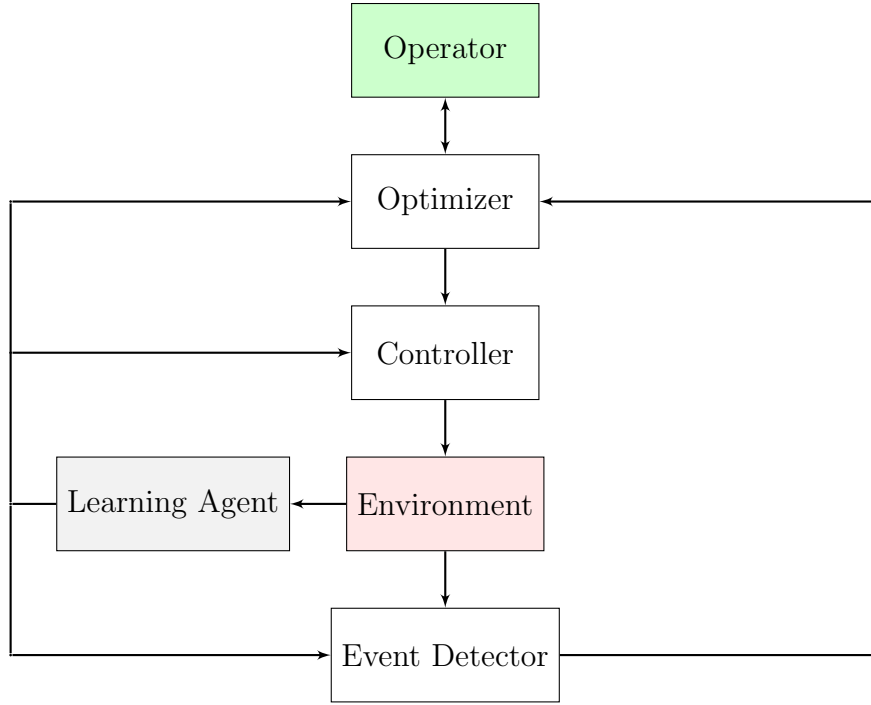 Operator
Optimizer
Controller
Learning Agent
Environment
Event Detector